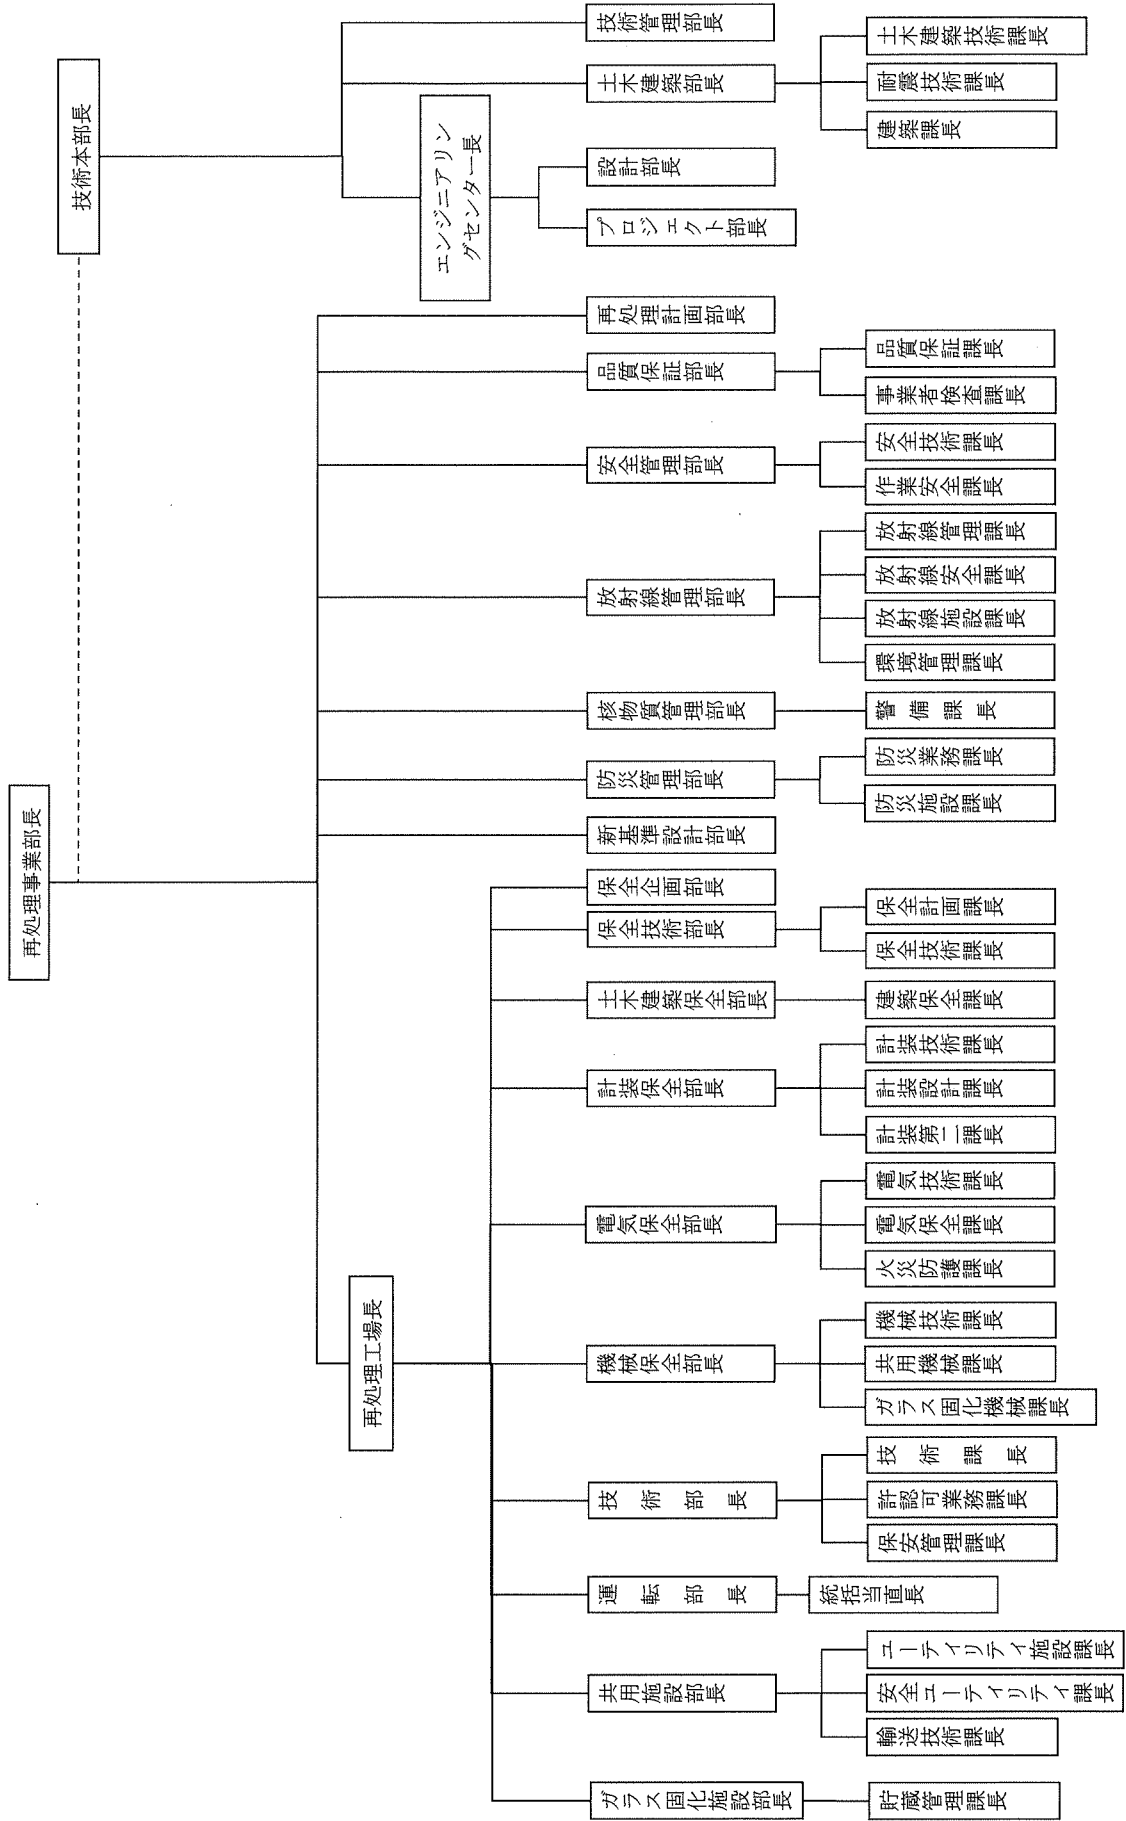 再処理事業部長
技術本部長
エンジニアリン
グセンター長
再処理工場長
技術管理部長
土木建築部長
土木建築技術課長
耐震技術課長
建築課長
設計部長
プロジェクト部長
再処理計画部長
品質保証部長
品質保証課長
事業者検査課長
安全管理部長
安全技術課長
作業安全課長
放射線管理部長
放射線管理課長
放射線安全課長
放射線施設課長
環境管理課長
核物質管理部長
警備課長
防災管理部長
防災業務課長
防災施設課長
新基準設計部長
保全企画部長
保全技術部長
保全計画課長
保全技術課長
土木建築保全部長
建築保全課長
計装保全部長
計装技術課長
計装設計課長
計装第二課長
電気保全部長
電気技術課長
電気保全課長
火災防護課長
機械保全部長
機械技術課長
共用機械課長
ガラス固化機械課長
技術部長
技術課長
許認可業務課長
保安管理課長
運転部長
統括当直長
共用施設部長
ユーティリティ施設課長
安全ユーティリティ課長
輸送技術課長
ガラス固化施設部長
貯蔵管理課長